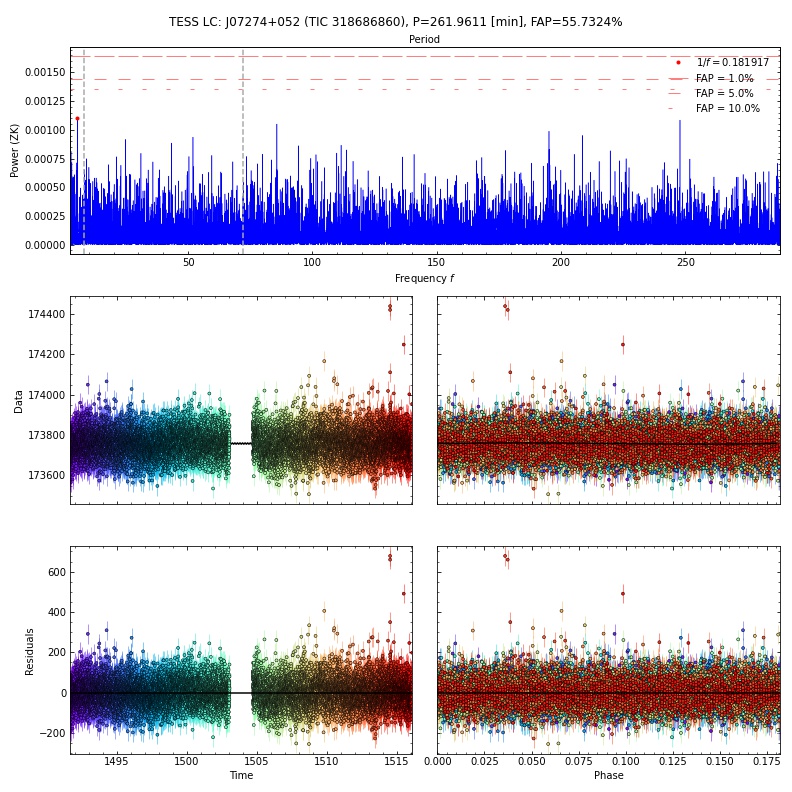 TESS LC: J07274+052 (TIC 318686860), P=261.9611 [min], FAP=55.7324%
Period
Power (ZK)
0.00150
0.00125
0.00100
0.00075
0.00050
0.00025
0.00000
1/f = 0.181917
FAP = 1.0%
FAP = 5.0%
FAP = 10.0%
50 100 150 200 250
Frequency f
Data
174400
174200
174000
173800
173600
Residuals
600
400
200
0
−200
1495 1500 1505 1510 1515
Time
0.000 0.025 0.050 0.075 0.100 0.125 0.150 0.175
Phase